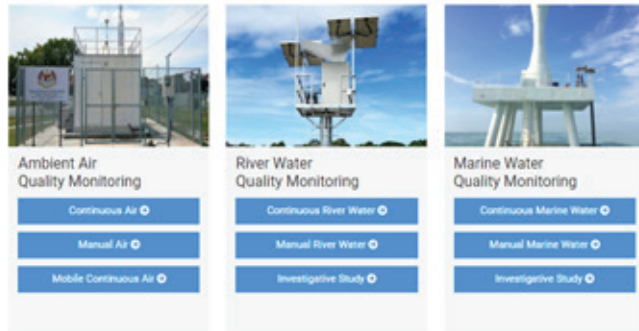 Ambient Air
Quality Monitoring
Continuous Air
Manual Air
Mobile Continuous Air
River Water
Quality Monitoring
Continuous River Water
Manual River Water
Investigative Study
Marine Water
Quality Monitoring
Continuous Marine Water
Manual Marine Water
Investigative Study